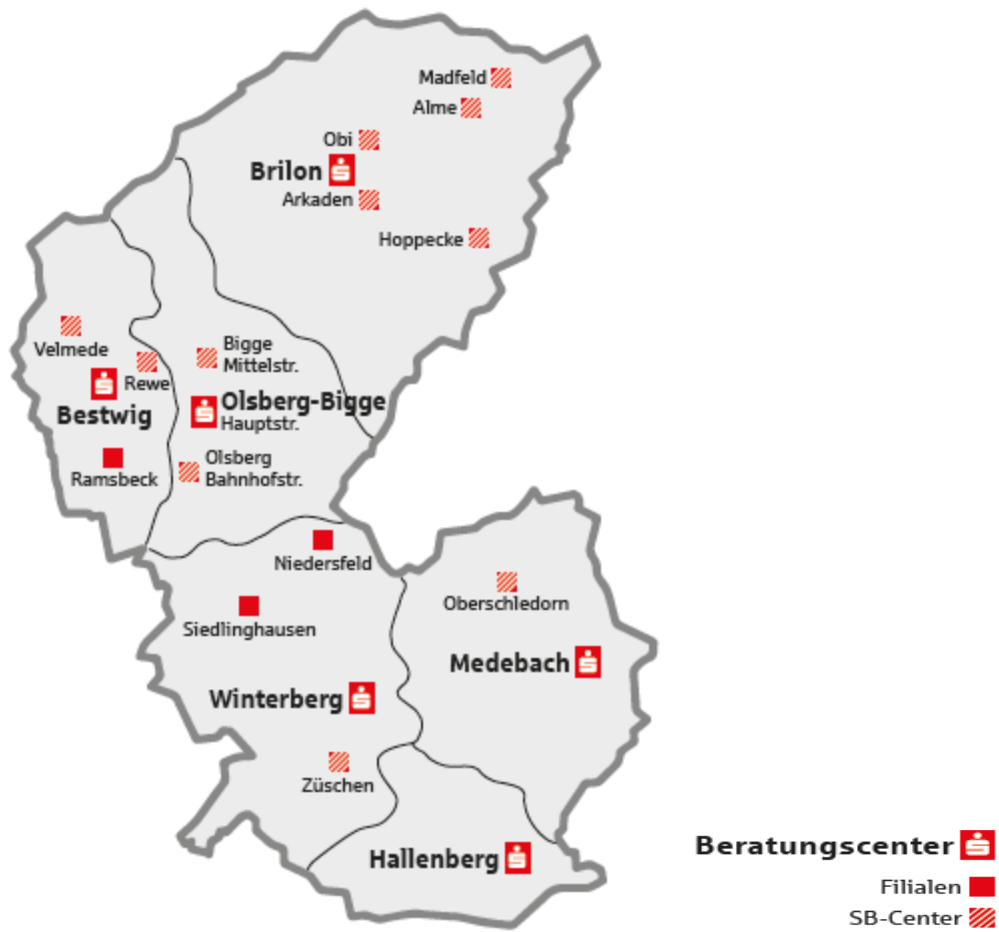 Madfeld
Alme
Obi
Brilon
Arkaden
Hoppecke
Velmede
Rewe
Bestwig
Ramsbeck
Bigge
Mittelstr.
Olsberg-Bigge
Hauptstr.
Olsberg
Bahnhofstr.
Niedersfeld
Siedlinghausen
Oberschledorn
Medebach
Winterberg
Züschen
Hallenberg
Beratungscenter
Filialen
SB-Center